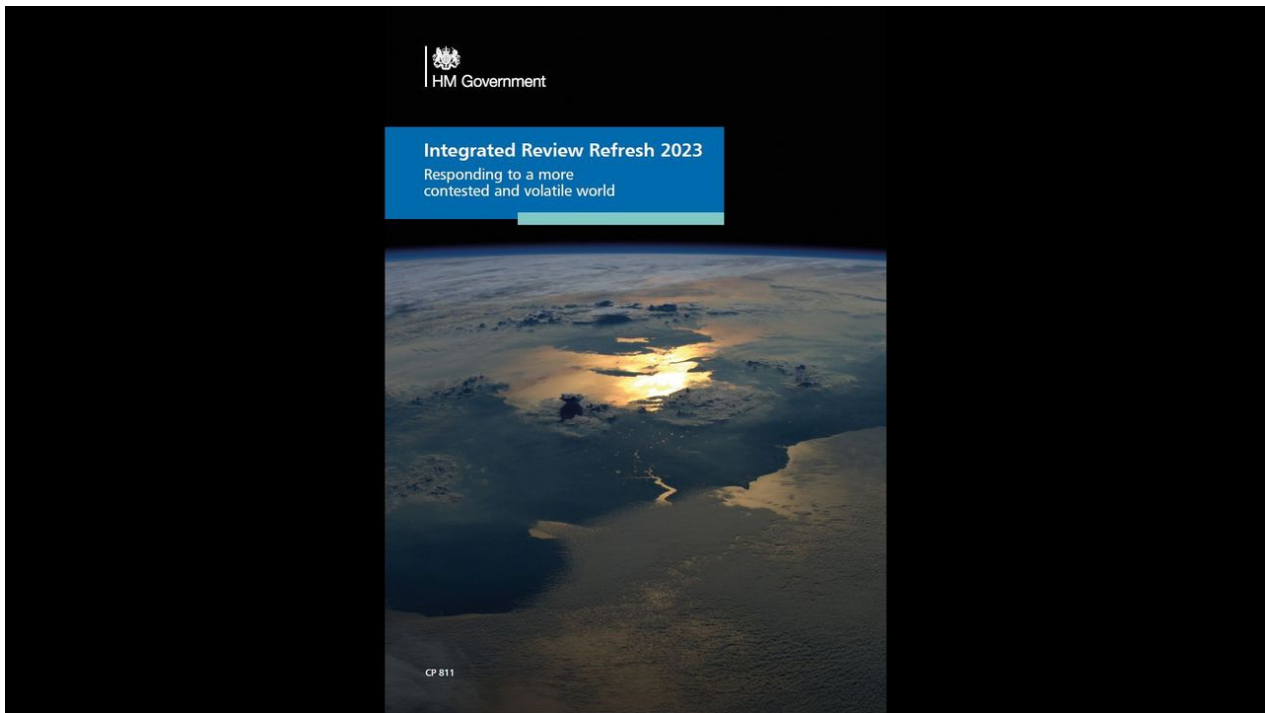 HM Government
Integrated Review Refresh 2023
Responding to a more
contested and volatile world
CP 811